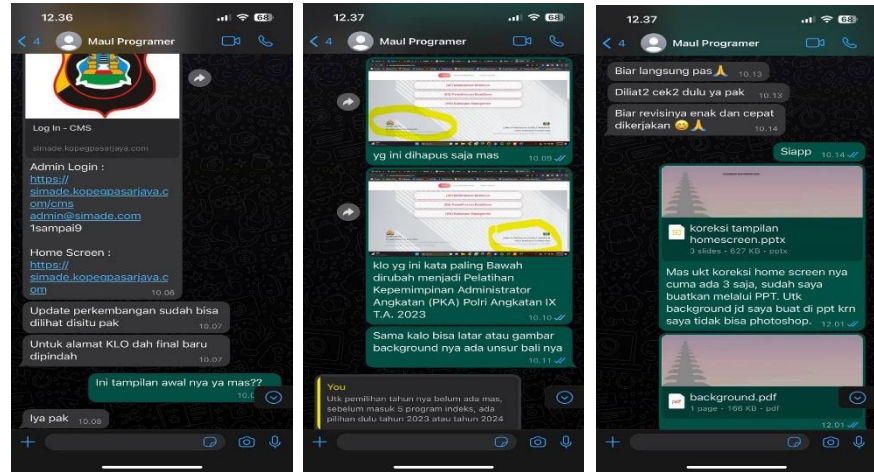 12.36
68
4
Maul Programer
Log In - CMS
simade.kopegpasarjaya.com
Admin Login :
https://
simade.kopegpasarjaya.c
om/cms
admin@simade.com
1sampai9
Home Screen :
https://
simade.kopegpasarjaya.c
om
10.06
Update perkembangan sudah bisa
dilihat disitu pak
10.07
Untuk alamat KLO dah final baru
dipindah
10.07
Ini tampilan awal nya ya mas??
Iya pak
10.08
12.37
68
4
Maul Programer
yg ini dihapus saja mas
10.09
klo yg ini kata paling Bawah
dirubah menjadi Pelatihan
Kepemimpinan Administrator
Angkatan (PKA) Polri Angkatan IX
T.A. 2023
10.10
Sama kalo bisa latar atau gambar
background nya ada unsur bali nya
10.11
You
Utk pemilihan tahun nya belum ada mas,
sebelum masuk 5 program indeks, ada
pilihan dulu tahun 2023 atau tahun 2024
12.37
68
4
Maul Programer
Biar langsung pas🙏
10.13
Diliat2 cek2 dulu ya pak
10.13
Biar revisinya enak dan cepat
dikerjakan 😄🙏
10.14
Siapp
10.14
koreksi tampilan
homescreen.pptx
3 slides • 627 KB • pptx
Mas ukt koreksi home screen nya
cuma ada 3 saja, sudah saya
buatkan melalui PPT. Utk
background jd saya buat di ppt krn
saya tidak bisa photoshop.
12.01
background.pdf
1 page • 166 KB • pdf
12.01